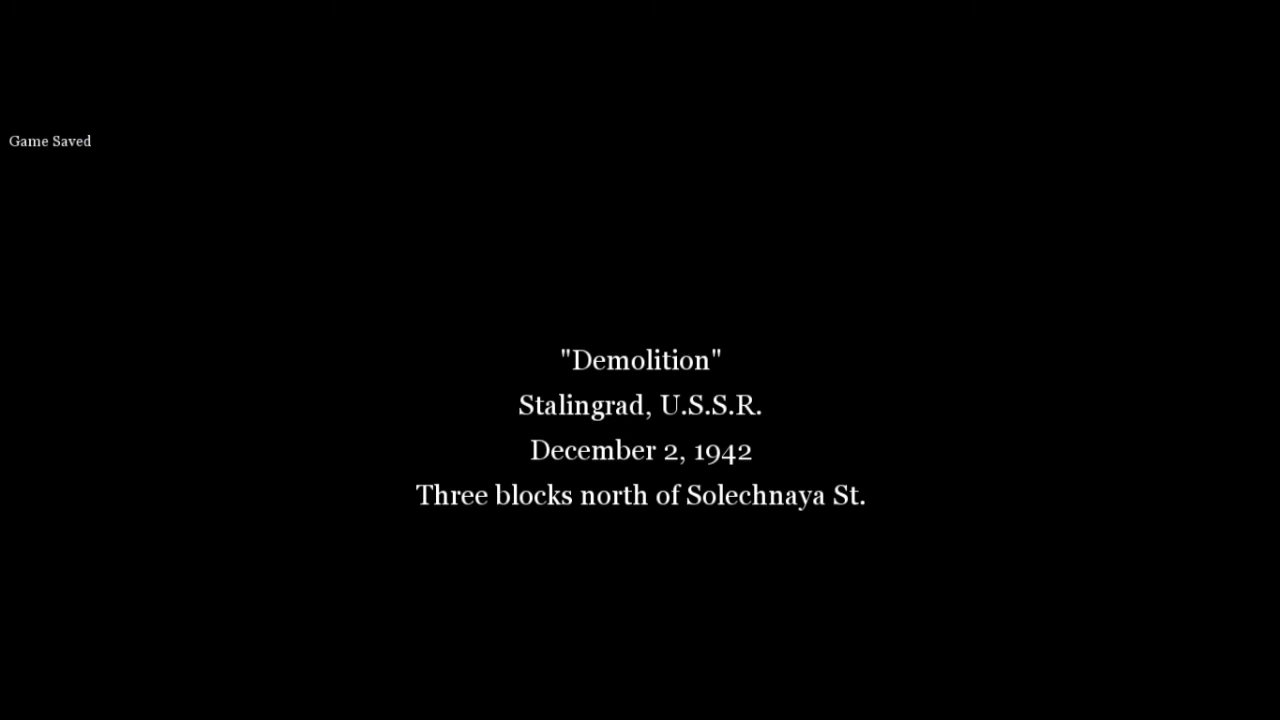 Game Saved
"Demolition"
Stalingrad, U.S.S.R.
December 2, 1942
Three blocks north of Solechnaya St.